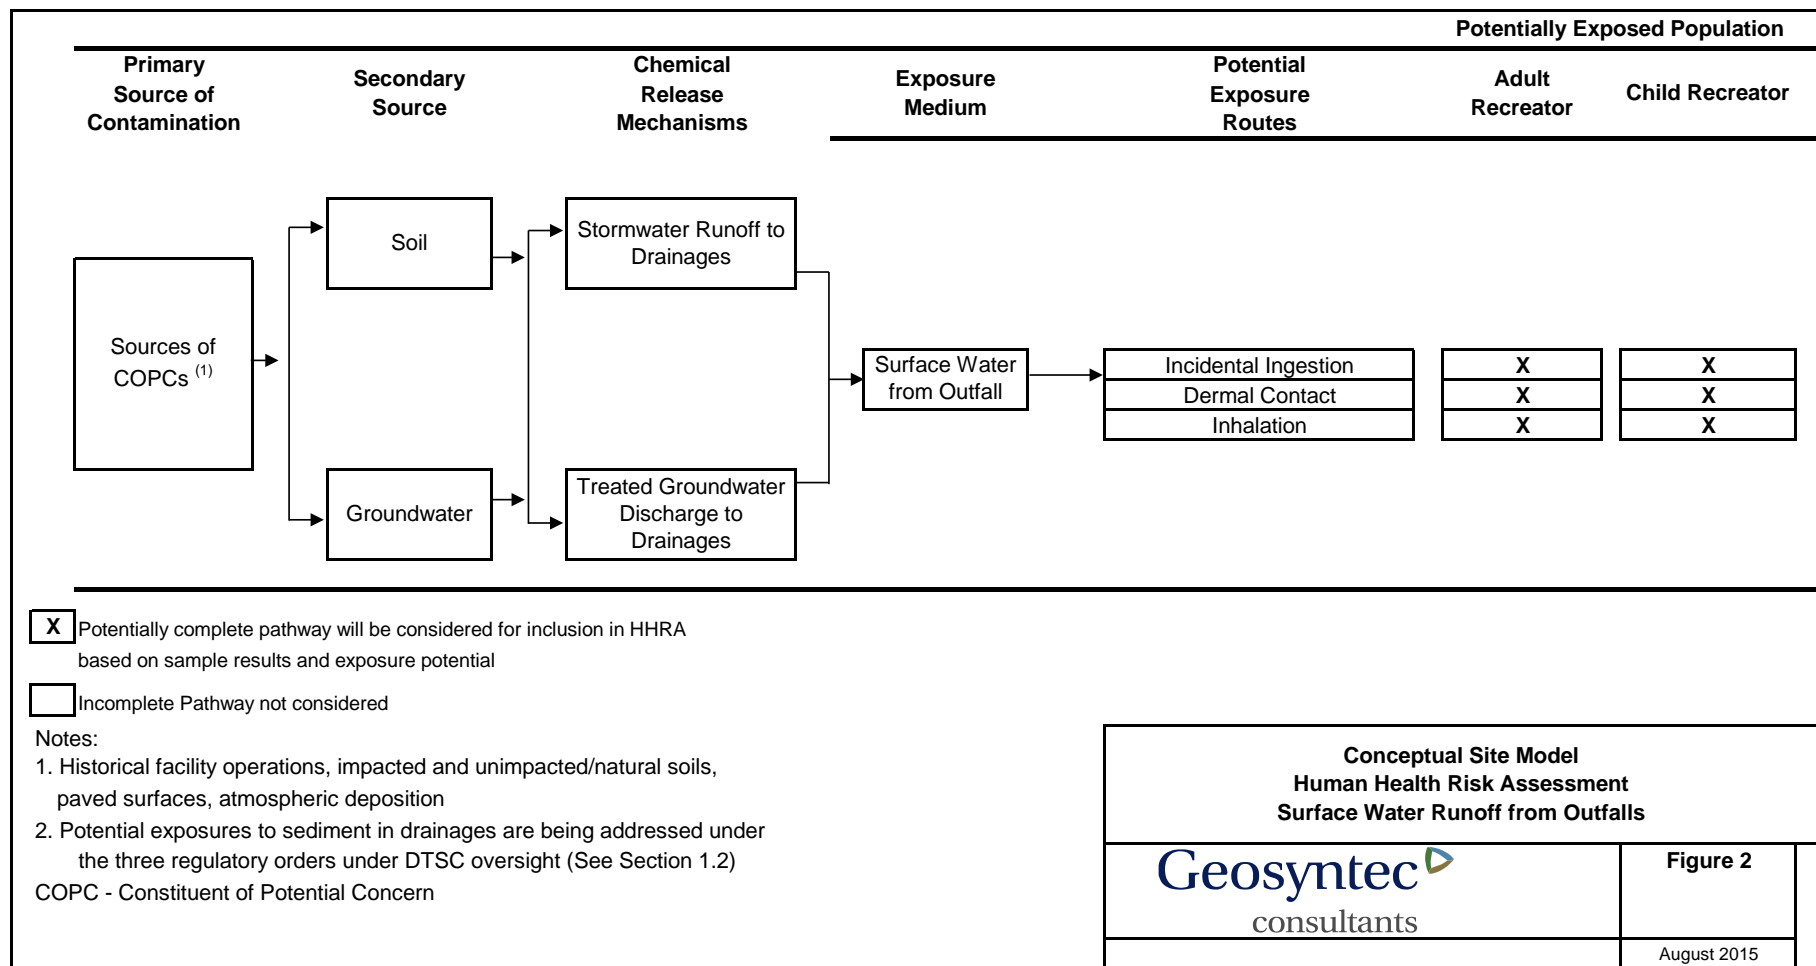 Potentially Exposed Population
Primary
Source of
Contamination
Secondary
Source
Chemical
Release
Mechanisms
Exposure
Medium
Potential
Exposure
Routes
Adult
Recreator
Child Recreator
Sources of
COPCs (1)
Soil
Groundwater
Stormwater Runoff to
Drainages
Treated Groundwater
Discharge to
Drainages
Surface Water
from Outfall
Incidental Ingestion
X
X
Dermal Contact
X
X
Inhalation
X
X
X Potentially complete pathway will be considered for inclusion in HHRA
based on sample results and exposure potential
Incomplete Pathway not considered
Notes:
1. Historical facility operations, impacted and unimpacted/natural soils,
paved surfaces, atmospheric deposition
2. Potential exposures to sediment in drainages are being addressed under
the three regulatory orders under DTSC oversight (See Section 1.2)
COPC - Constituent of Potential Concern
Conceptual Site Model
Human Health Risk Assessment
Surface Water Runoff from Outfalls
Geosyntec
consultants
Figure 2
August 2015